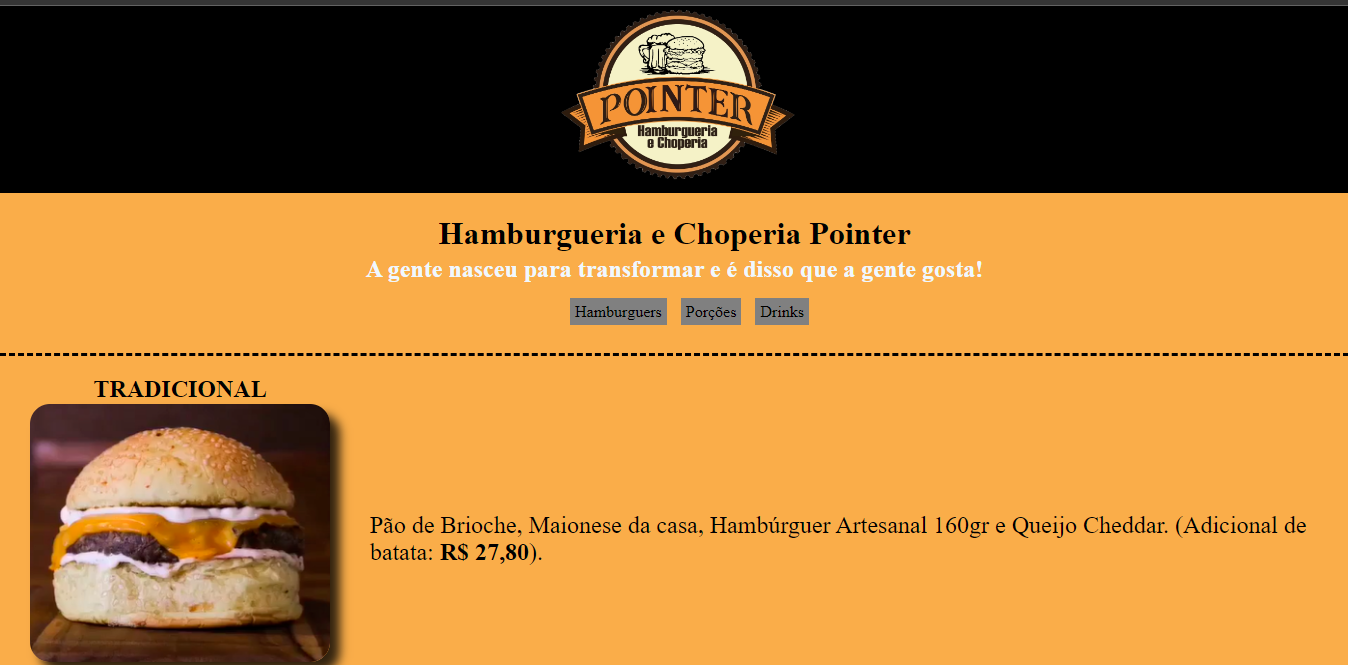 POINTER
Hamburgueria
e Choperia
Hamburgueria e Choperia Pointer
A gente nasceu para transformar e é disso que a gente gosta!
Hamburguers Porções Drinks
TRADICIONAL
Pão de Brioche, Maionese da casa, Hambúrguer Artesanal 160gr e Queijo Cheddar. (Adicional de
batata: R$ 27,80).